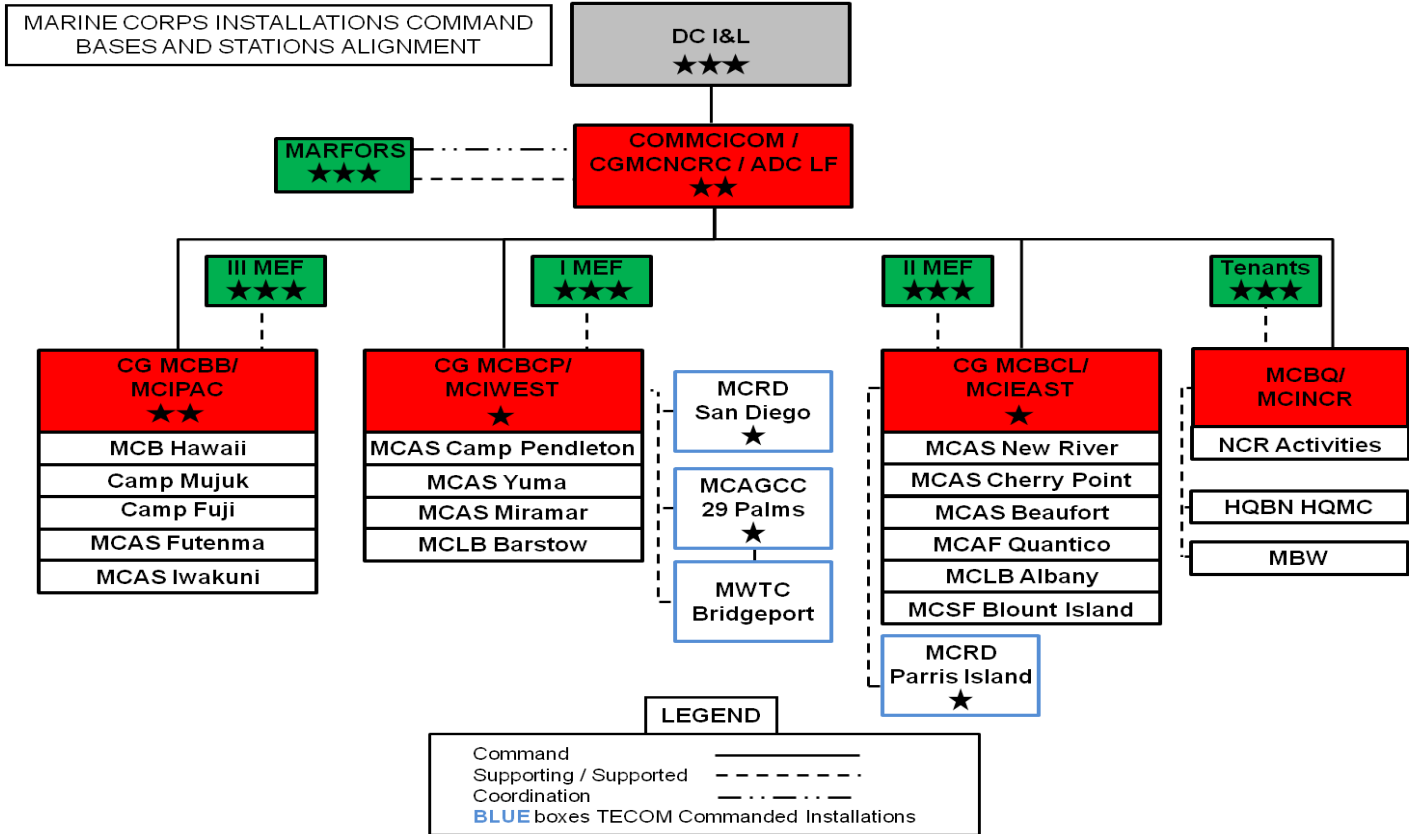 MARINE CORPS INSTALLATIONS COMMAND
BASES AND STATIONS ALIGNMENT
DC I&L
MARFORS
COMMCICOM /
CGMCNCRC / ADC LF
III MEF
I MEF
II MEF
Tenants
CG MCBB/
MCIPAC
MCB Hawaii
Camp Mujuk
Camp Fuji
MCAS Futenma
MCAS Iwakuni
CG MCBCP/
MCIWEST
MCAS Camp Pendleton
MCAS Yuma
MCAS Miramar
MCLB Barstow
MCRD
San Diego
MCAGCC
29 Palms
MWTC
Bridgeport
CG MCBCL/
MCIEAST
MCAS New River
MCAS Cherry Point
MCAS Beaufort
MCAF Quantico
MCLB Albany
MCSF Blount Island
MCRD
Parris Island
MCBQ/
MCINCR
NCR Activities
HQBN HQMC
MBW
LEGEND
Command
Supporting / Supported
Coordination
BLUE boxes TECOM Commanded Installations